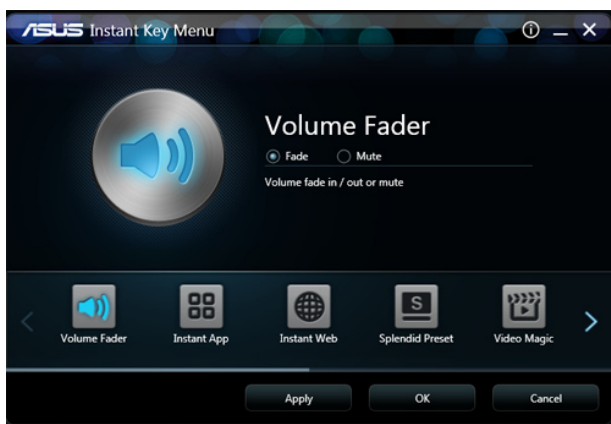 ASUS Instant Key Menu
Volume Fader
Fade Mute
Volume fade in / out or mute
S
Volume Fader Instant App Instant Web Splendid Preset Video Magic
Apply OK Cancel